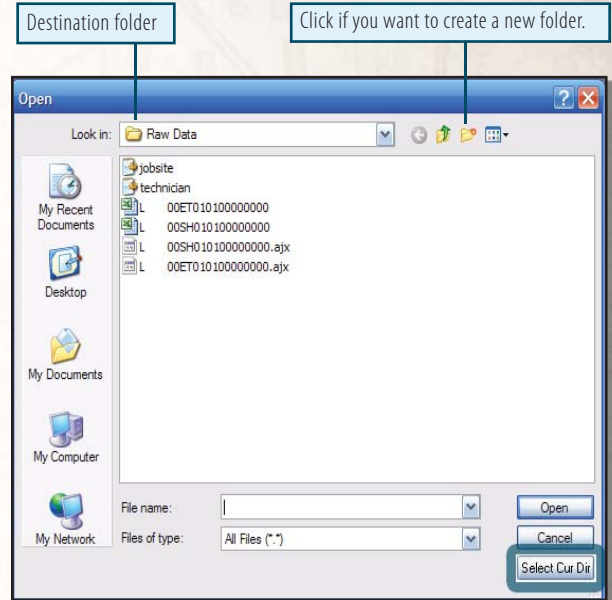 Destination folder
Click if you want to create a new folder.
Open
Look in:
Raw Data
jobsite
technician
L 00ET010100000000
L 00SH010100000000
L 00SH010100000000.ajx
L 00ET010100000000.ajx
My Recent
Documents
Desktop
My Documents
My Computer
My Network
File name:
Open
Files of type:
All Files (*.*)
Cancel
Select Cur Dir